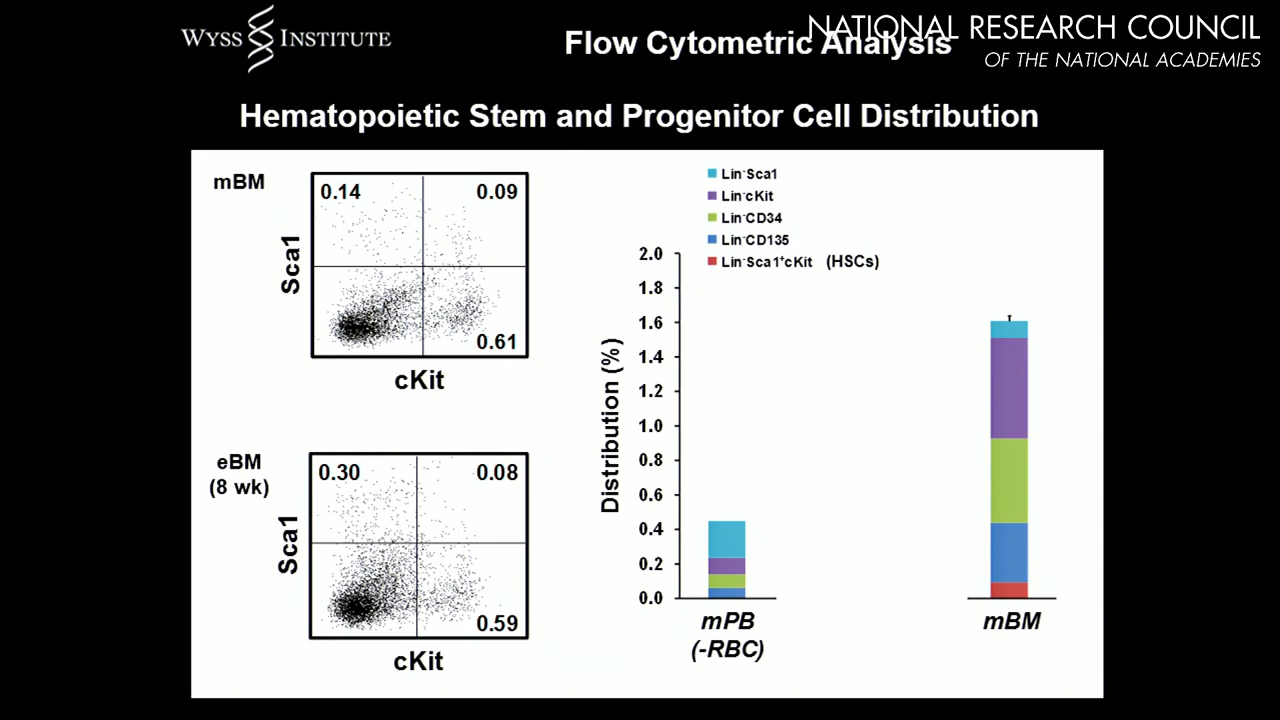 WYSS INSTITUTE
Flow Cytometric Analysis
NATIONAL RESEARCH COUNCIL
OF THE NATIONAL ACADEMIES
Hematopoietic Stem and Progenitor Cell Distribution
mBM
0.14
0.09
0.61
Sca1
cKit
eBM
(8 wk)
0.30
0.08
0.59
Sca1
cKit
Lin⁻Sca1
Lin⁻cKit
Lin⁻CD34
Lin⁻CD135
Lin⁻Sca1⁺cKit (HSCs)
Distribution (%)
2.0
1.8
1.6
1.4
1.2
1.0
0.8
0.6
0.4
0.2
0.0
mPB
(-RBC)
mBM